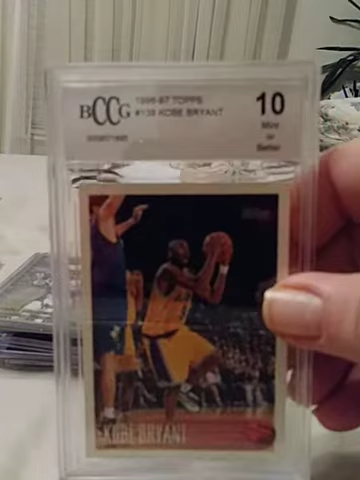 BCCG
1996-97 TOPPS
#138 KOBE BRYANT
10
Mint
or
Better
KOBE BRYANT